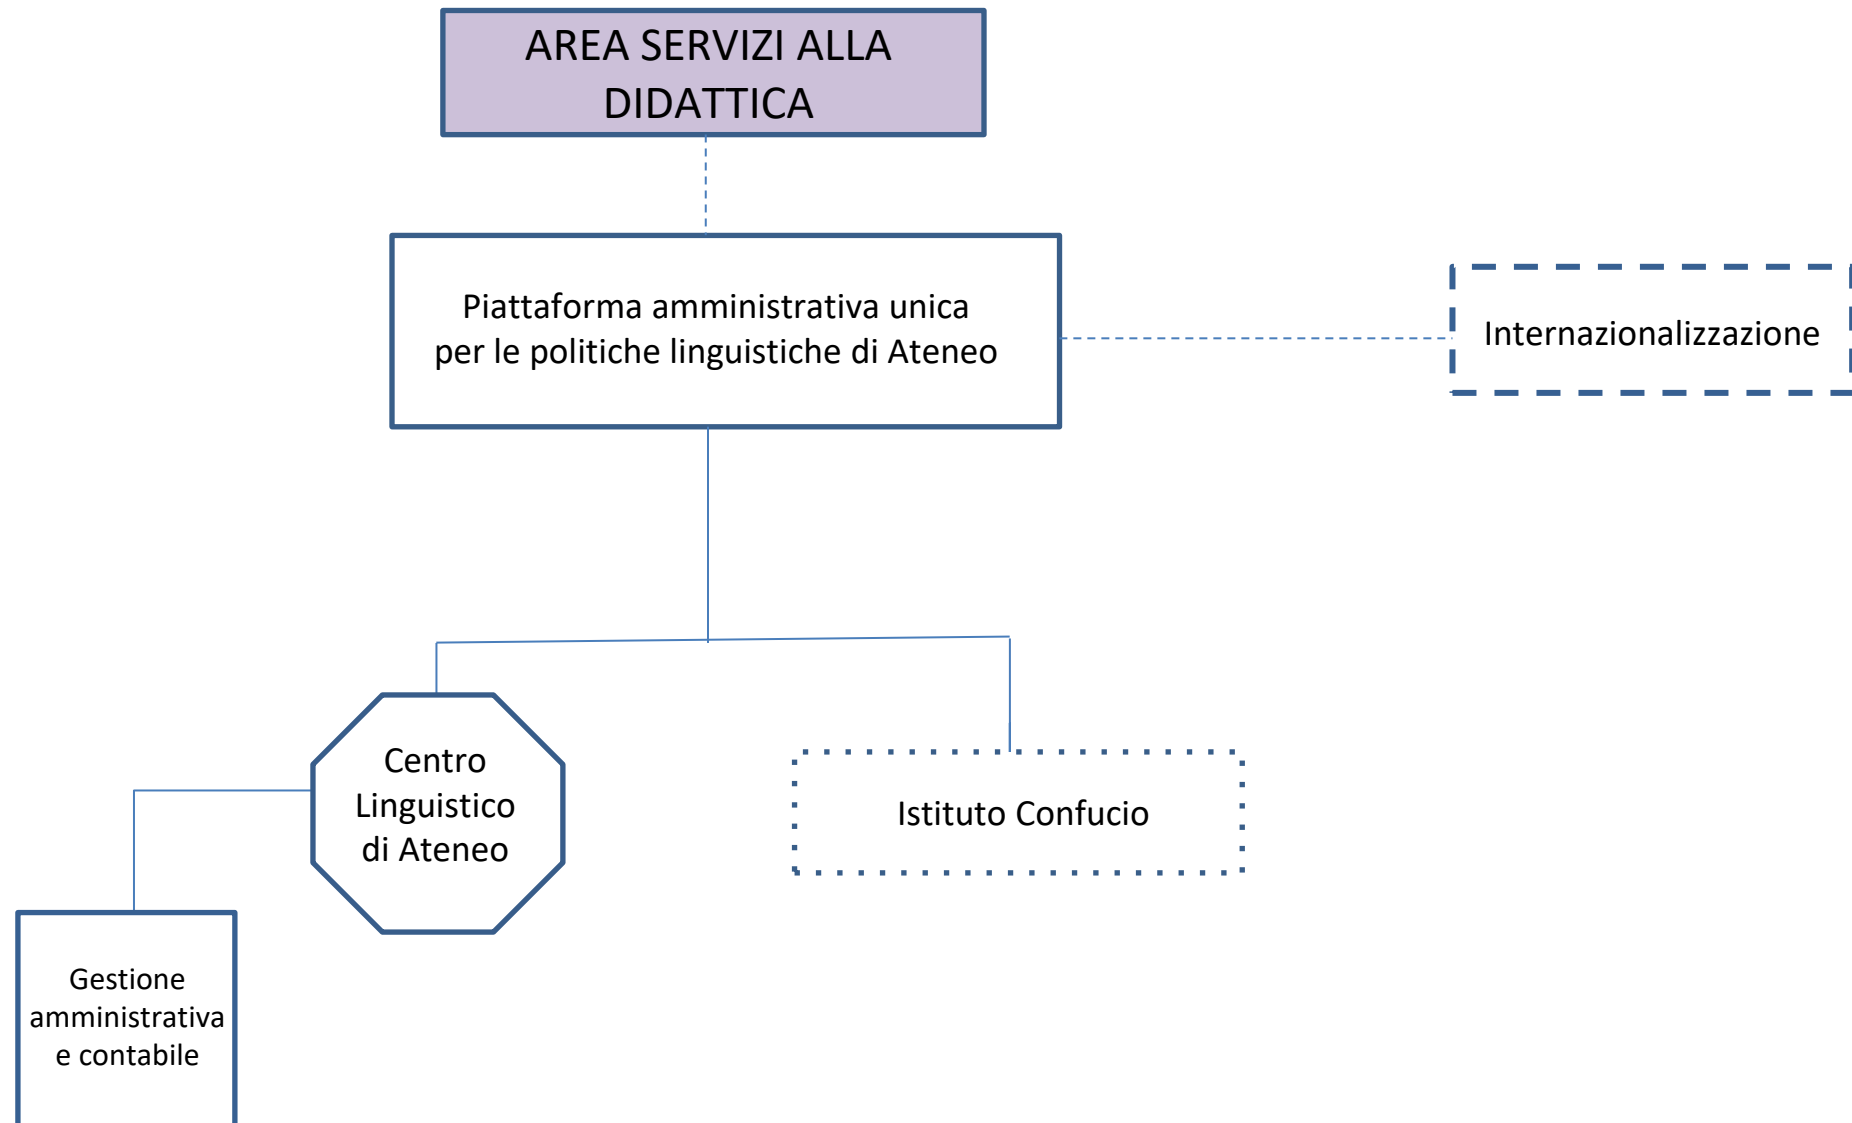 AREA SERVIZI ALLA
DIDATTICA
Piattaforma amministrativa unica
per le politiche linguistiche di Ateneo
Internazionalizzazione
Centro
Linguistico
di Ateneo
Istituto Confucio
Gestione
amministrativa
e contabile